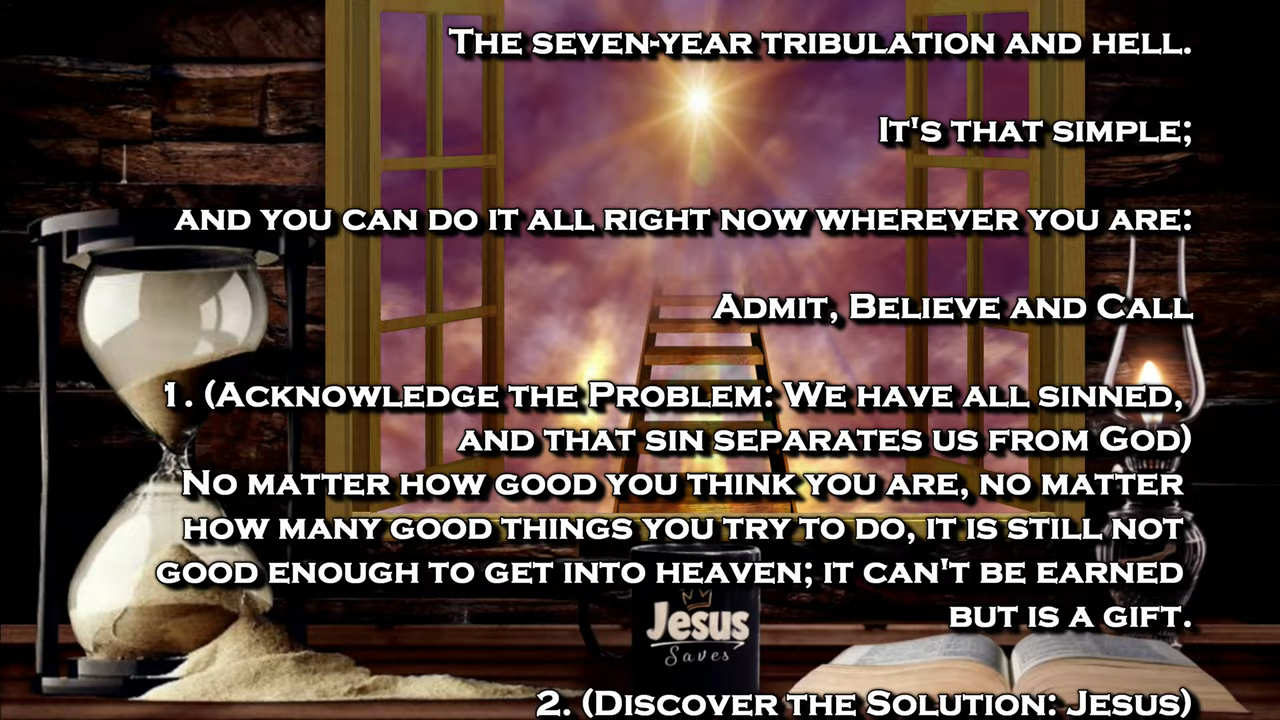 The seven-year tribulation and hell.
It's that simple;
and you can do it all right now wherever you are:
Admit, Believe and Call
1. (Acknowledge the Problem: We have all sinned,
and that sin separates us from God)
No matter how good you think you are, no matter
how many good things you try to do, it is still not
good enough to get into heaven; it can't be earned
but is a gift.
Jesus
Saves
2. (Discover the Solution: Jesus)